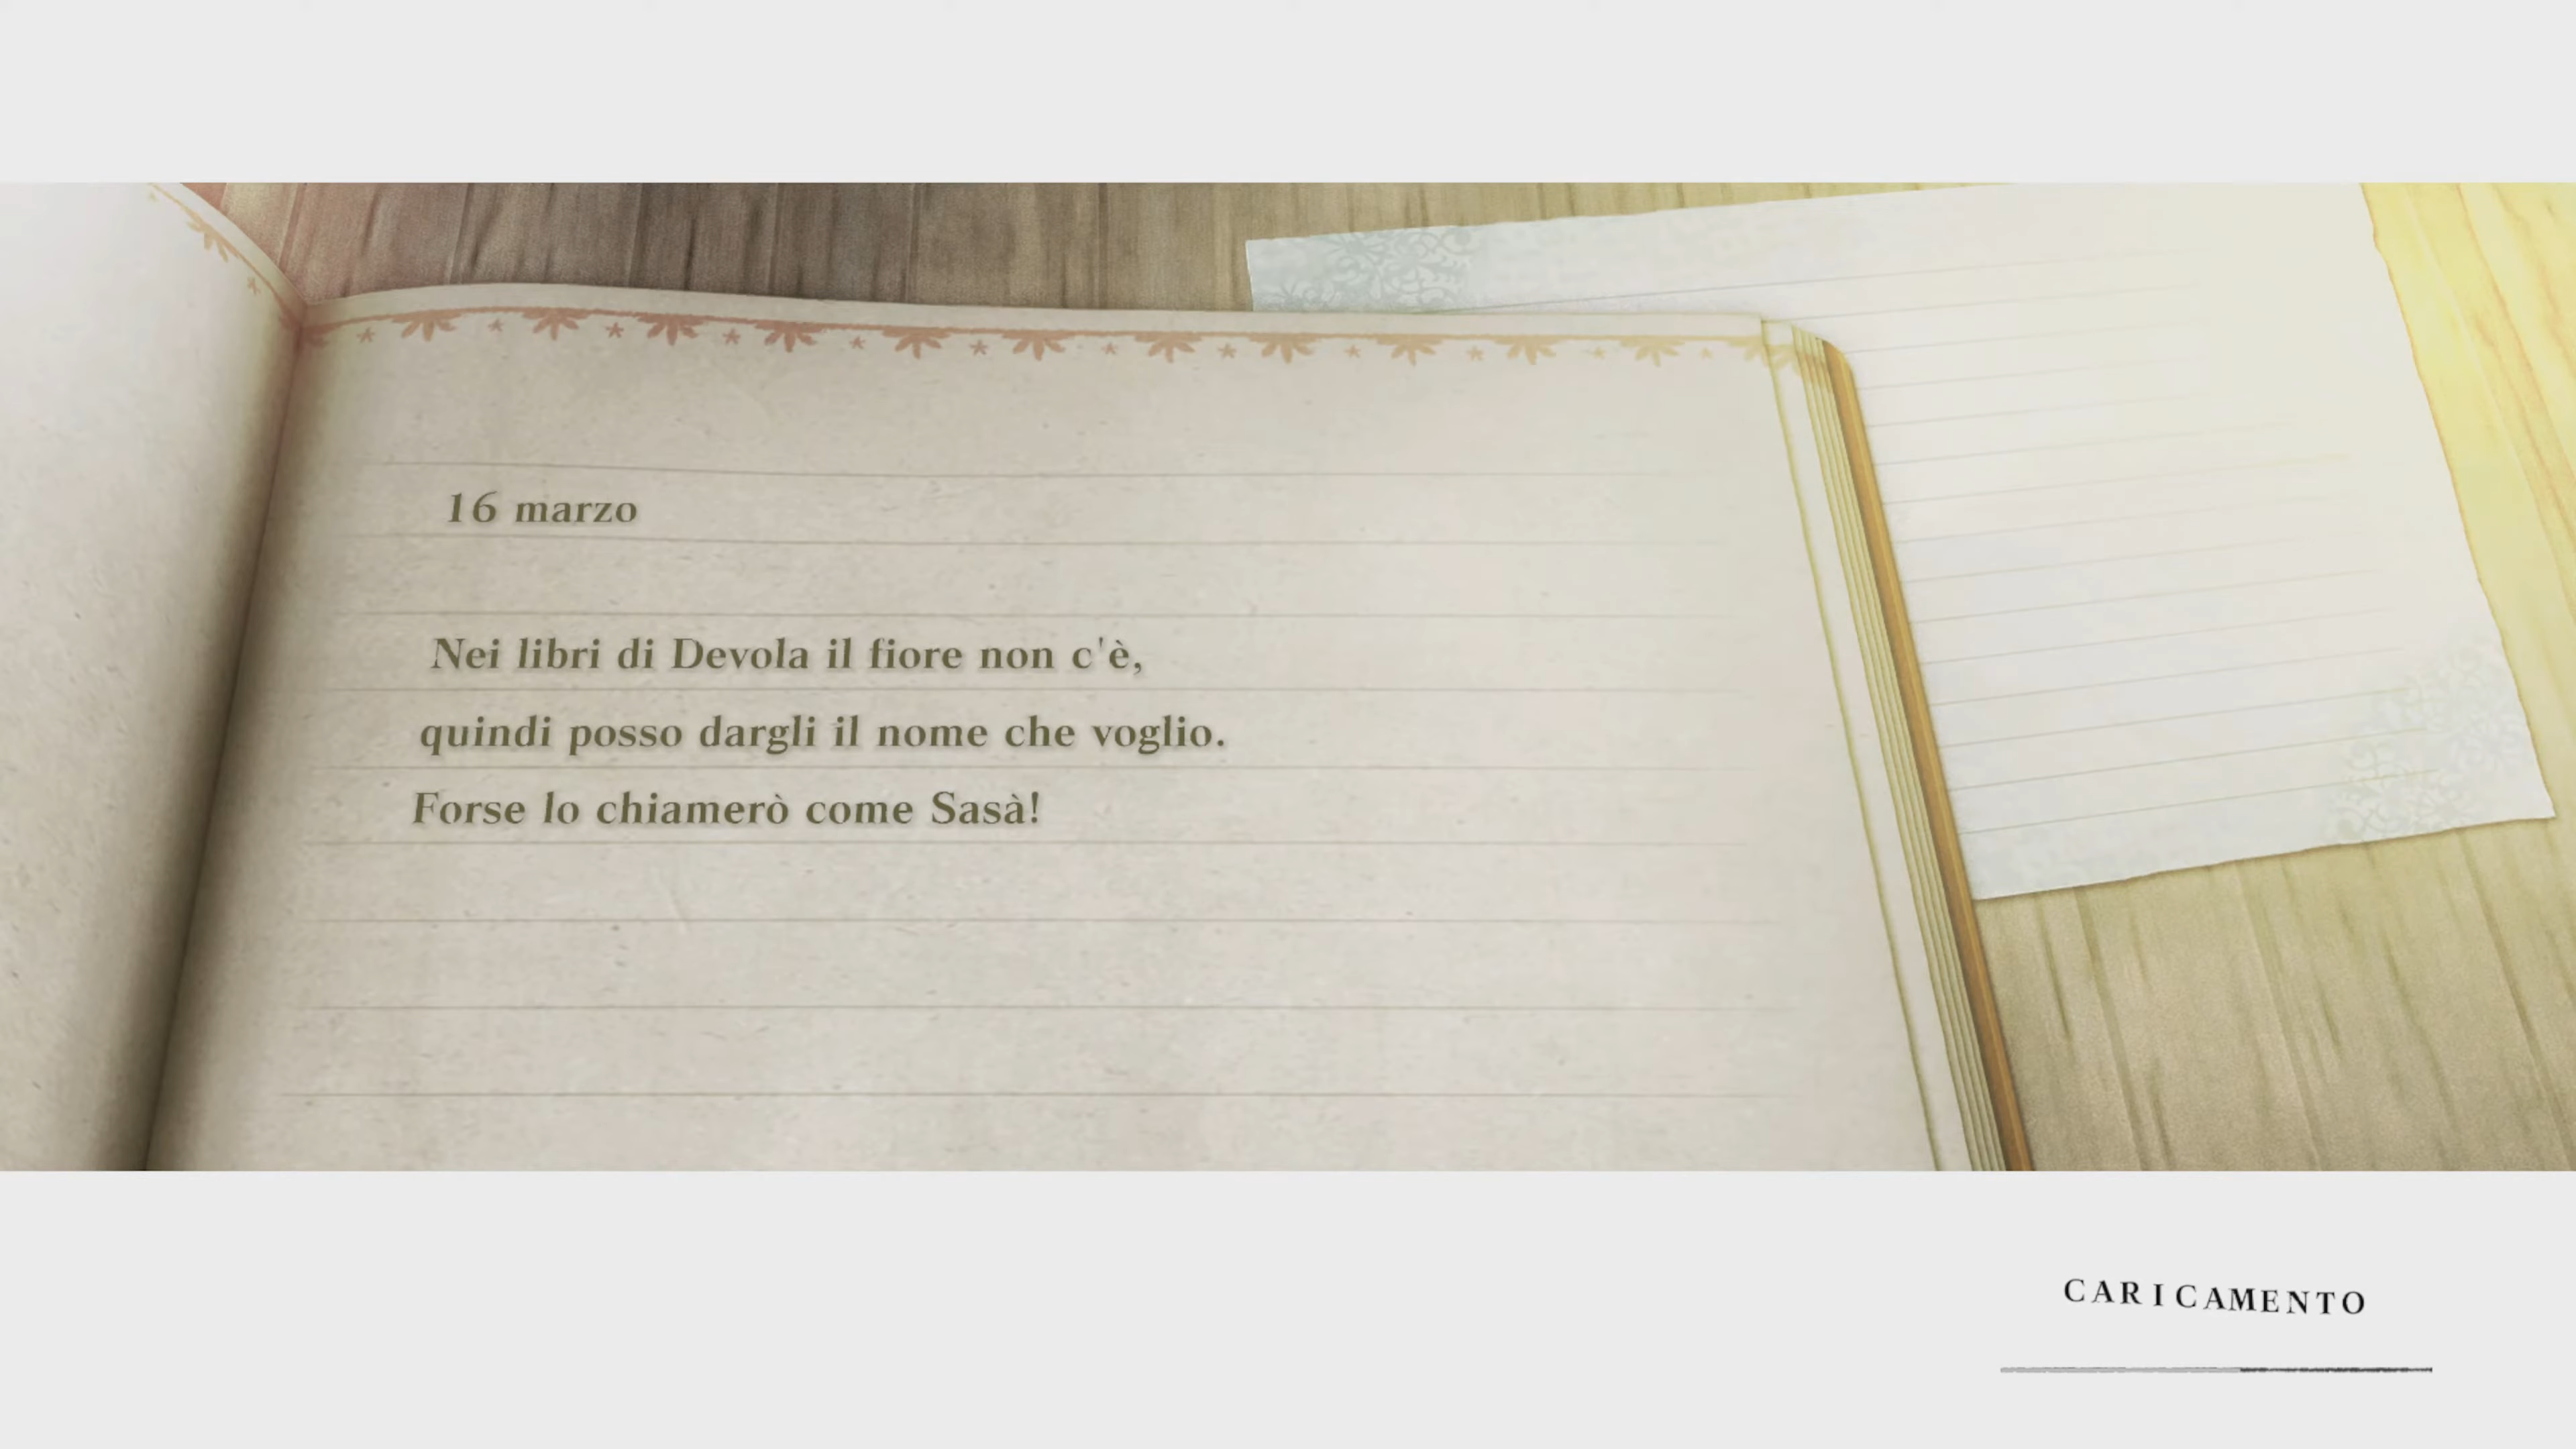 16 marzo
Nei libri di Devola il fiore non c'è,
quindi posso dargli il nome che voglio.
Forse lo chiamerò come Sasà!
CARICAMENTO